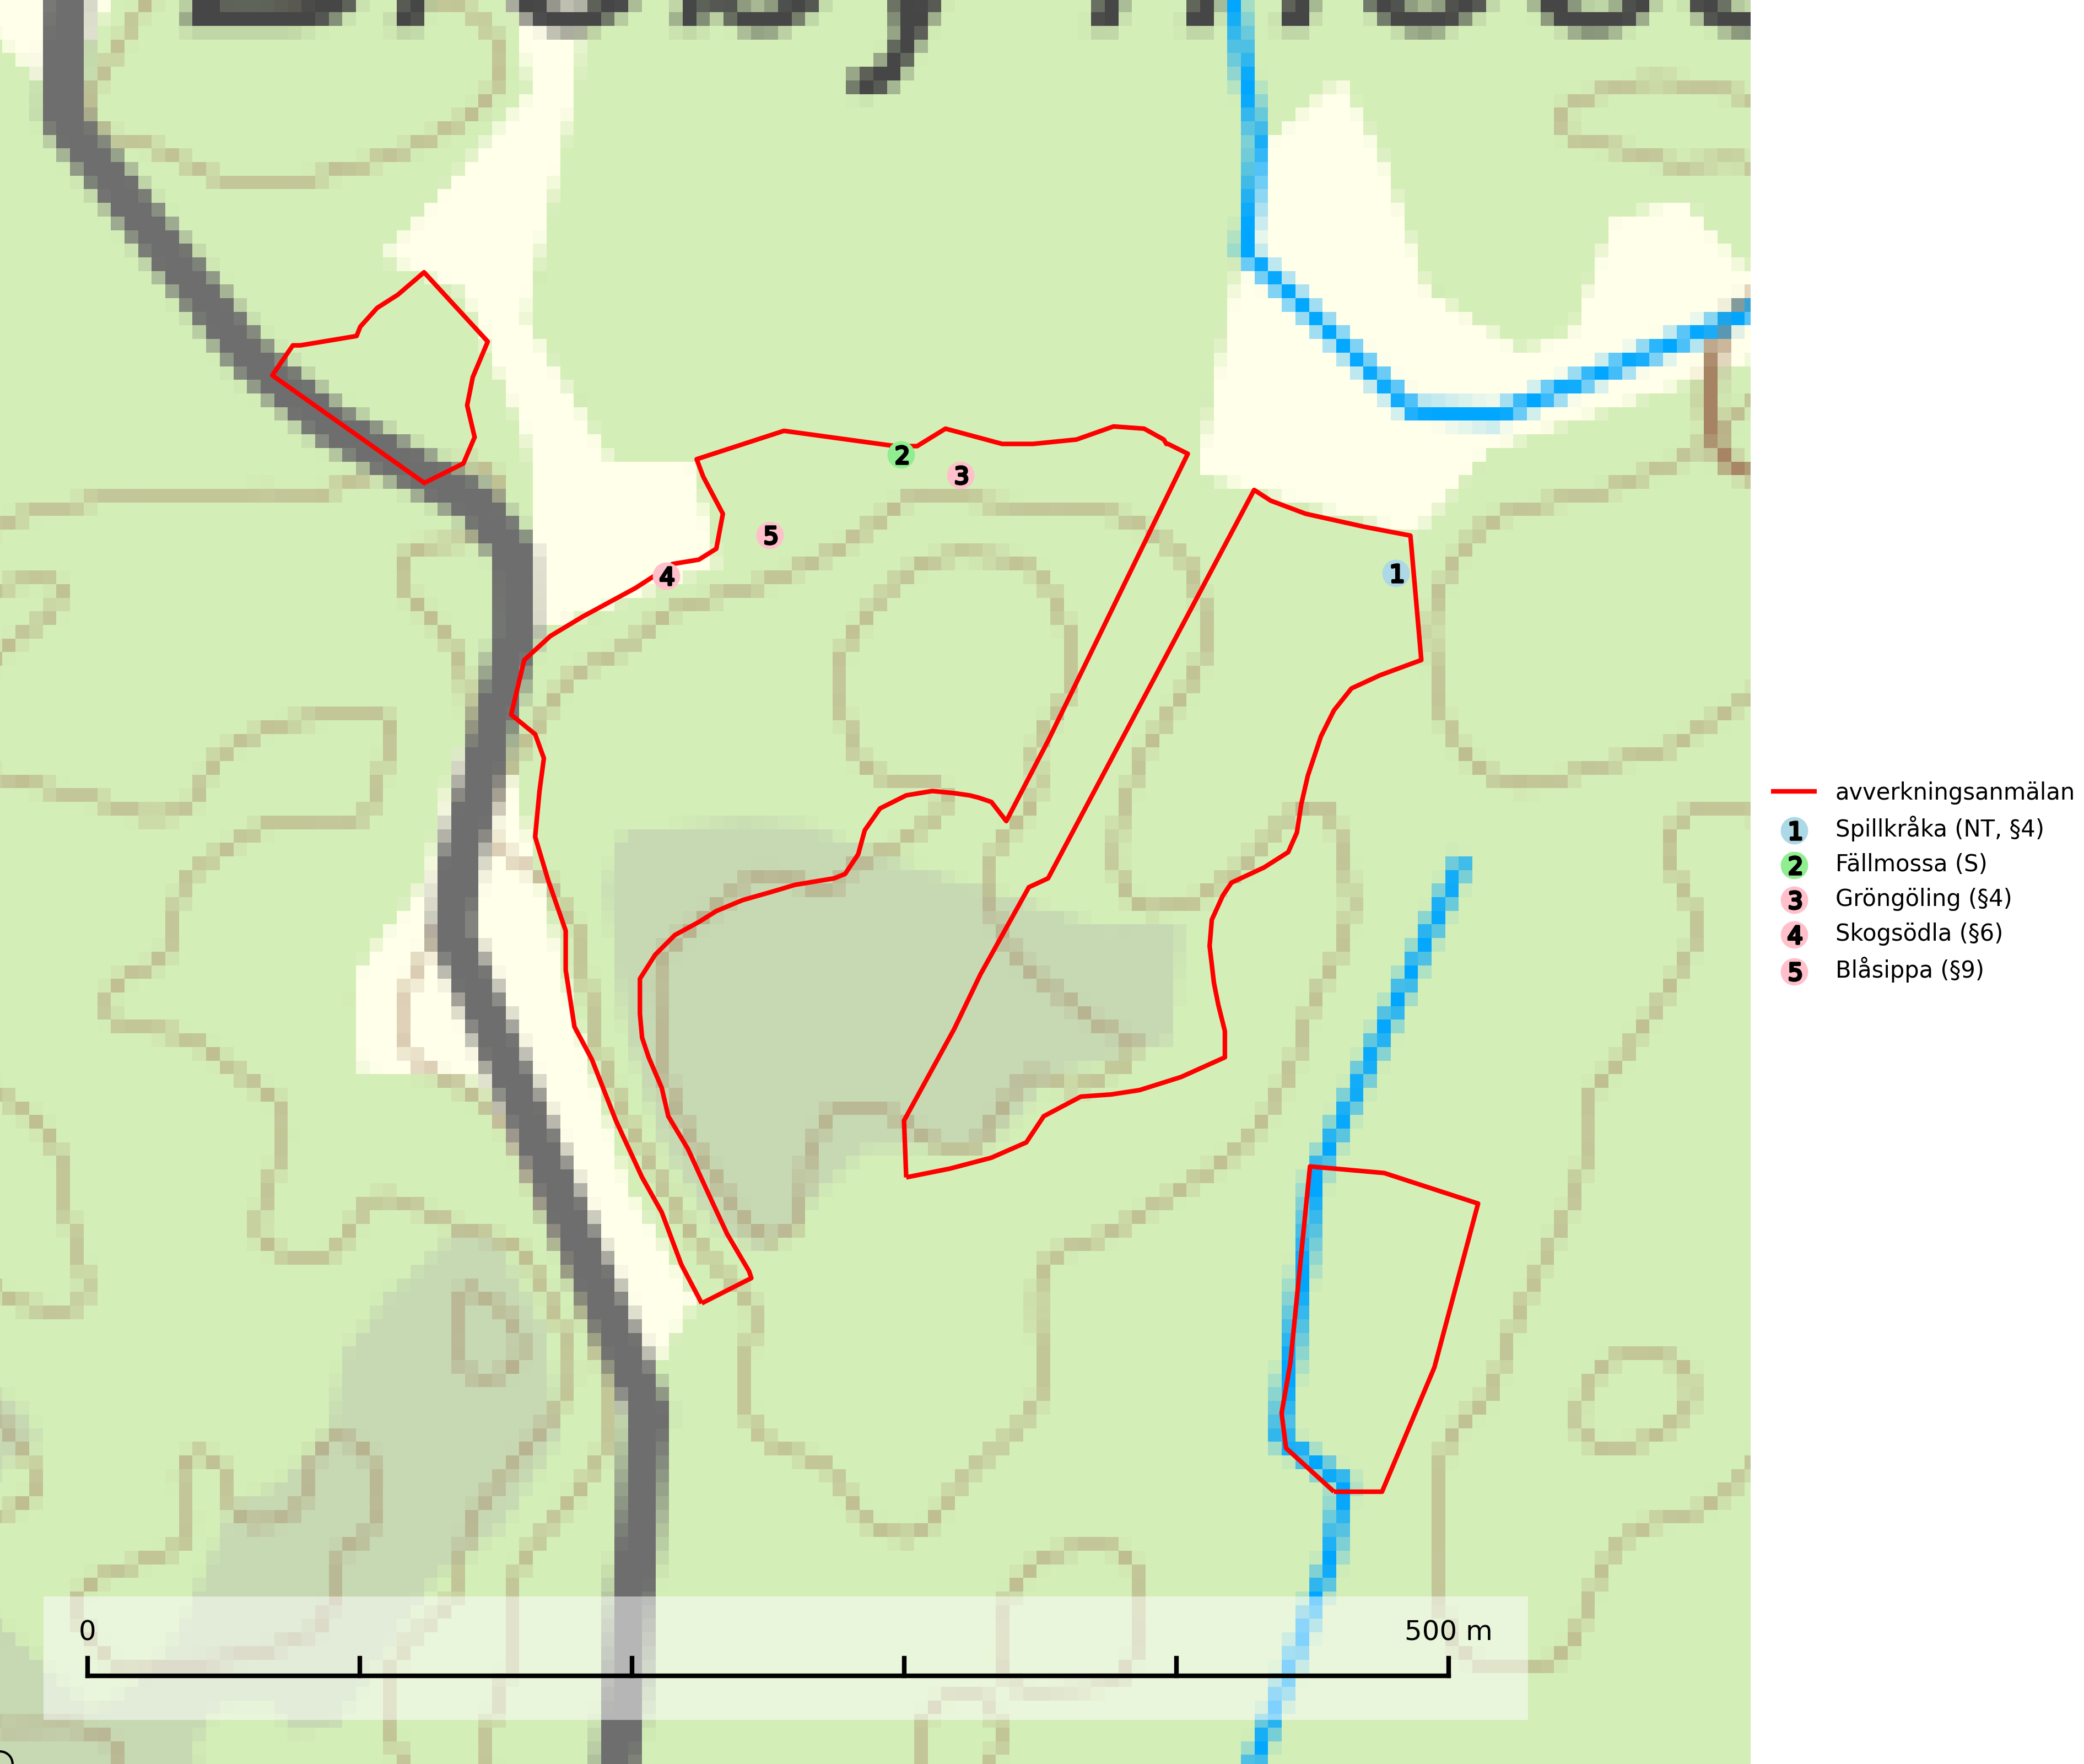 2
3
5
4
1
avverkningsanmälan
1 Spillkråka (NT, §4)
2 Fällmossa (S)
3 Gröngöling (§4)
4 Skogsödla (§6)
5 Blåsippa (§9)
0 500 m